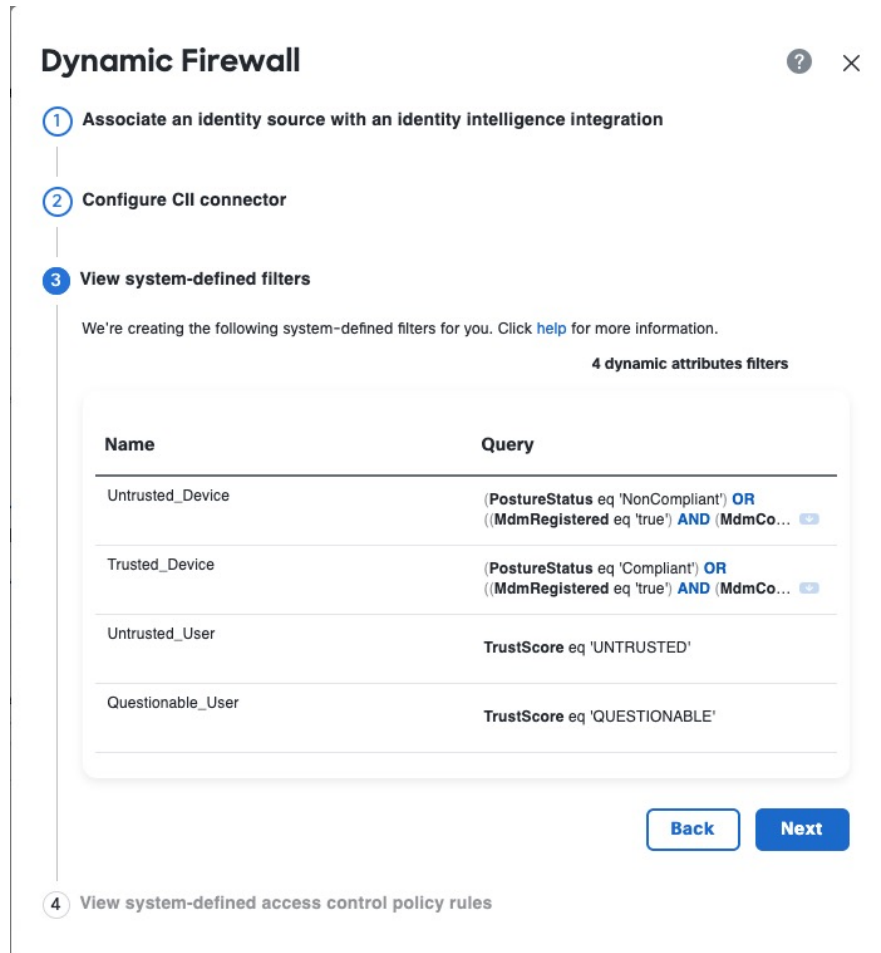 Dynamic Firewall
?
1 Associate an identity source with an identity intelligence integration
2 Configure CII connector
3 View system-defined filters
We're creating the following system-defined filters for you. Click help for more information.
4 dynamic attributes filters
Name Query
Untrusted_Device (PostureStatus eq 'NonCompliant') OR
((MdmRegistered eq 'true') AND (MdmCo...
Trusted_Device (PostureStatus eq 'Compliant') OR
((MdmRegistered eq 'true') AND (MdmCo...
Untrusted_User TrustScore eq 'UNTRUSTED'
Questionable_User TrustScore eq 'QUESTIONABLE'
Back Next
4 View system-defined access control policy rules